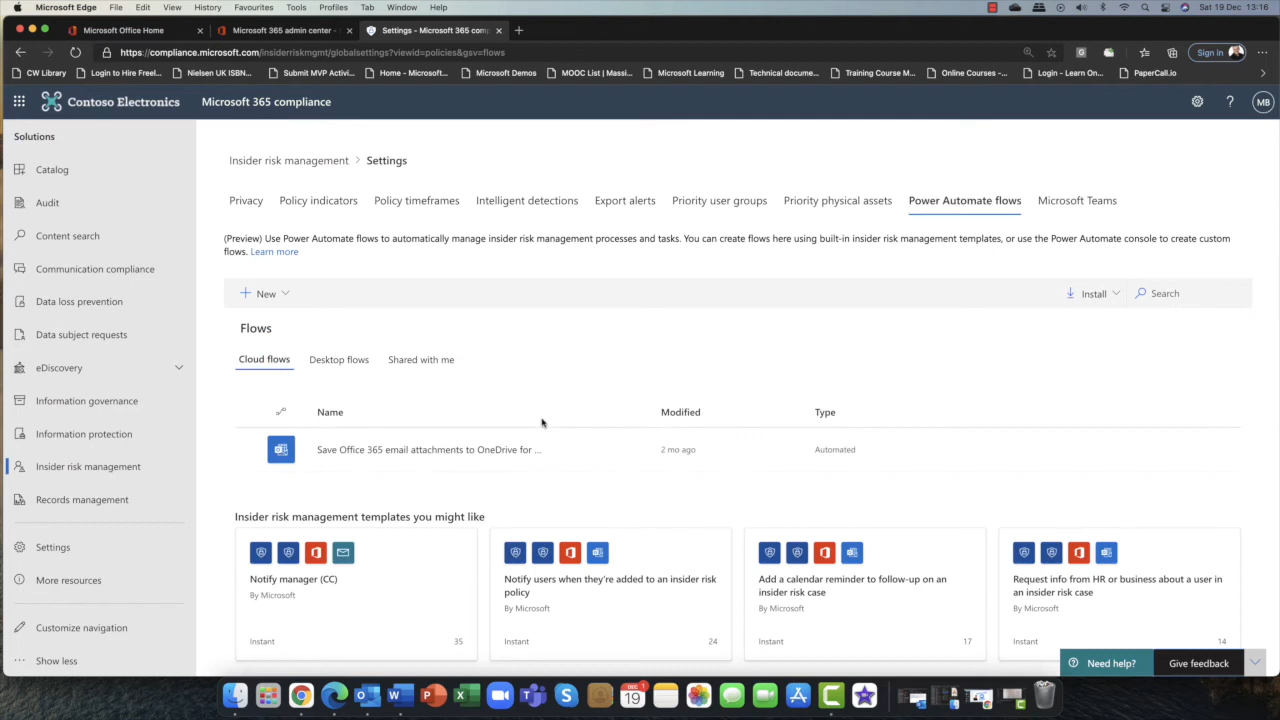 Microsoft Edge File Edit View History Favourites Tools Profiles Tab Window Help Sat 19 Dec 13:16
Microsoft Office Home Microsoft 365 admin center - Settings - Microsoft 365 com
https://compliance.microsoft.com/insiderriskmgmt/globalsettings?viewid=policies&gsv=flows Sign in
CW Library Login to Hire Freel... Nielsen UK ISBN... Submit MVP Activi... Home - Microsoft... Microsoft Demos MOOC List | Massi... Microsoft Learning Technical docume... Training Course M... Online Courses -... Login - Learn On... PaperCall.io
Contoso Electronics Microsoft 365 compliance MB
Solutions
Catalog
Audit
Content search
Communication compliance
Data loss prevention
Data subject requests
eDiscovery
Information governance
Information protection
Insider risk management
Records management
Settings
More resources
Customize navigation
Show less
Insider risk management > Settings
Privacy Policy indicators Policy timeframes Intelligent detections Export alerts Priority user groups Priority physical assets Power Automate flows Microsoft Teams
(Preview) Use Power Automate flows to automatically manage insider risk management processes and tasks. You can create flows here using built-in insider risk management templates, or use the Power Automate console to create custom
flows. Learn more
New Install Search
Flows
Cloud flows Desktop flows Shared with me
Name Modified Type
Save Office 365 email attachments to OneDrive for ... 2 mo ago Automated
Insider risk management templates you might like
Notify manager (CC)
By Microsoft
Instant 35
Notify users when they're added to an insider risk
policy
By Microsoft
Instant 24
Add a calendar reminder to follow-up on an
insider risk case
By Microsoft
Instant 17
Request info from HR or business about a user in
an insider risk case
By Microsoft
Instant 14
Need help? Give feedback
DEC 1
19